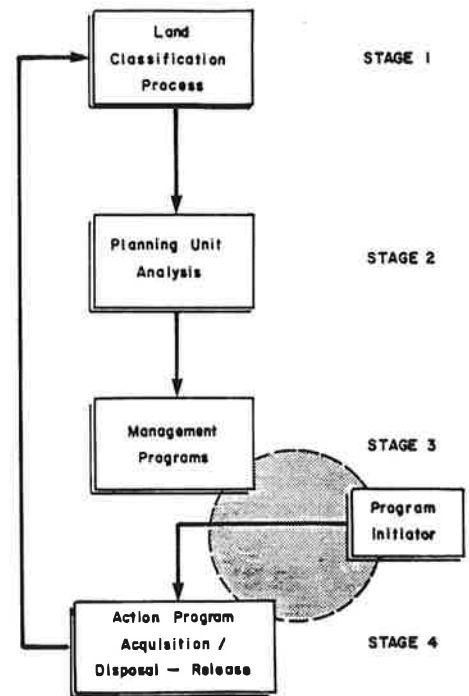 Land
Classification
Process
STAGE 1
Planning Unit
Analysis
STAGE 2
Management
Programs
STAGE 3
Program
Initiator
Action Program
Acquisition /
Disposal — Release
STAGE 4